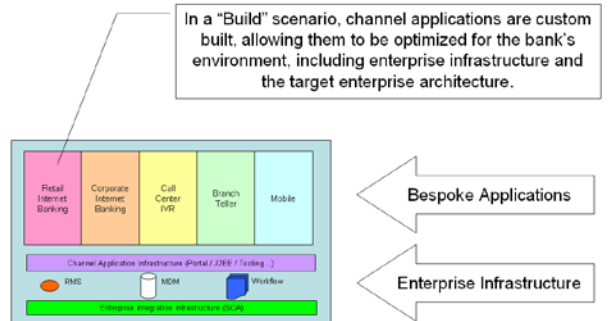 In a “Build” scenario, channel applications are custom
built, allowing them to be optimized for the bank’s
environment, including enterprise infrastructure and
the target enterprise architecture.
Retail
Internet
Banking
Corporate
Internet
Banking
Call
Center
IVR
Branch
Teller
Mobile
Bespoke Applications
Channel Application Infrastructure (Portal / J2EE / Tooling...)
RMS
MDM
Workflow
Enterprise Infrastructure
Enterprise Integration Infrastructure (SOA)